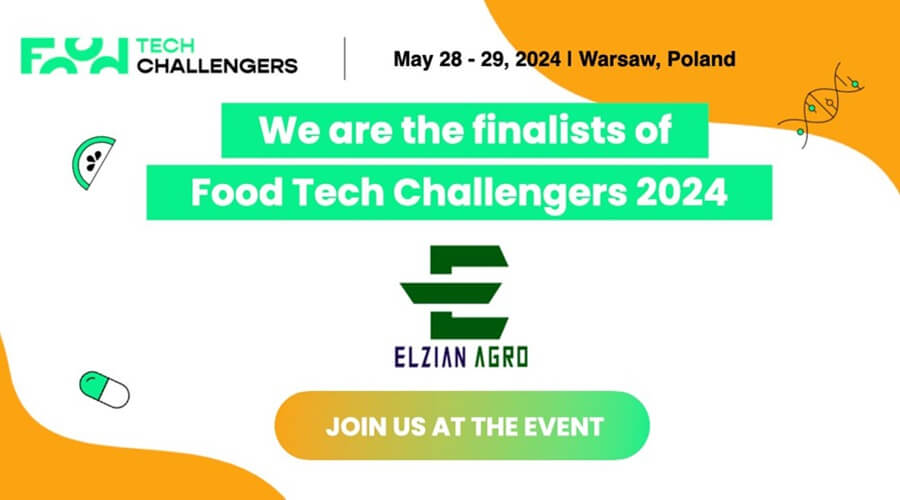 FOOD TECH
CHALLENGERS
May 28 - 29, 2024 | Warsaw, Poland
We are the finalists of
Food Tech Challengers 2024
ELZIAN AGRO
JOIN US AT THE EVENT